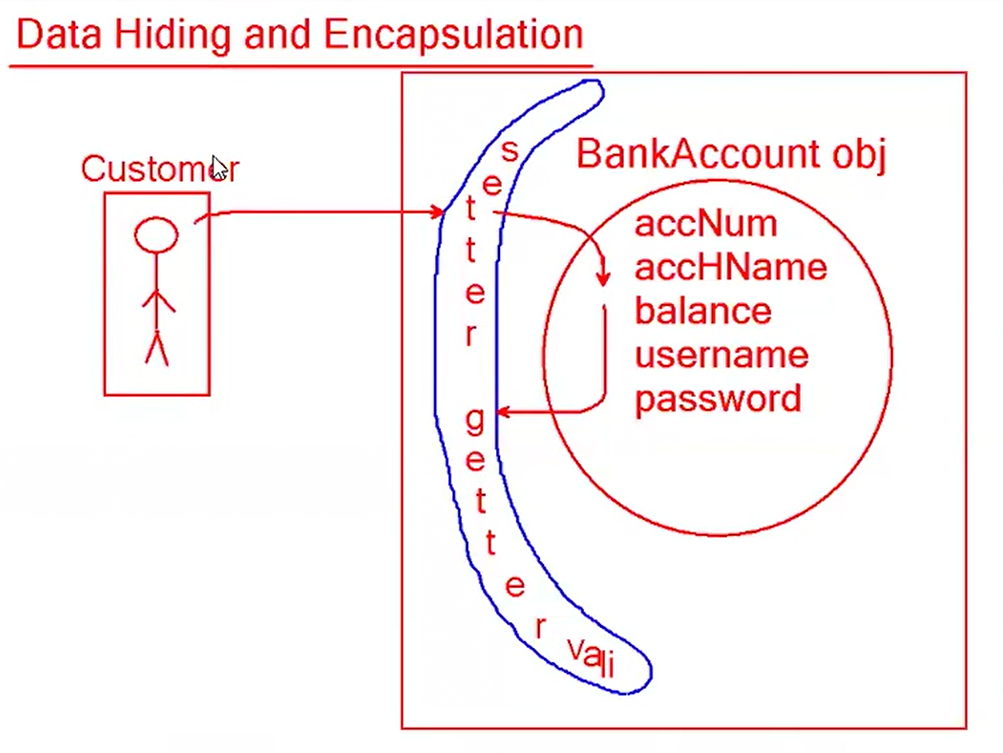 Data Hiding and Encapsulation
Customer
BankAccount obj
setter getter vali
accNum
accHName
balance
username
password